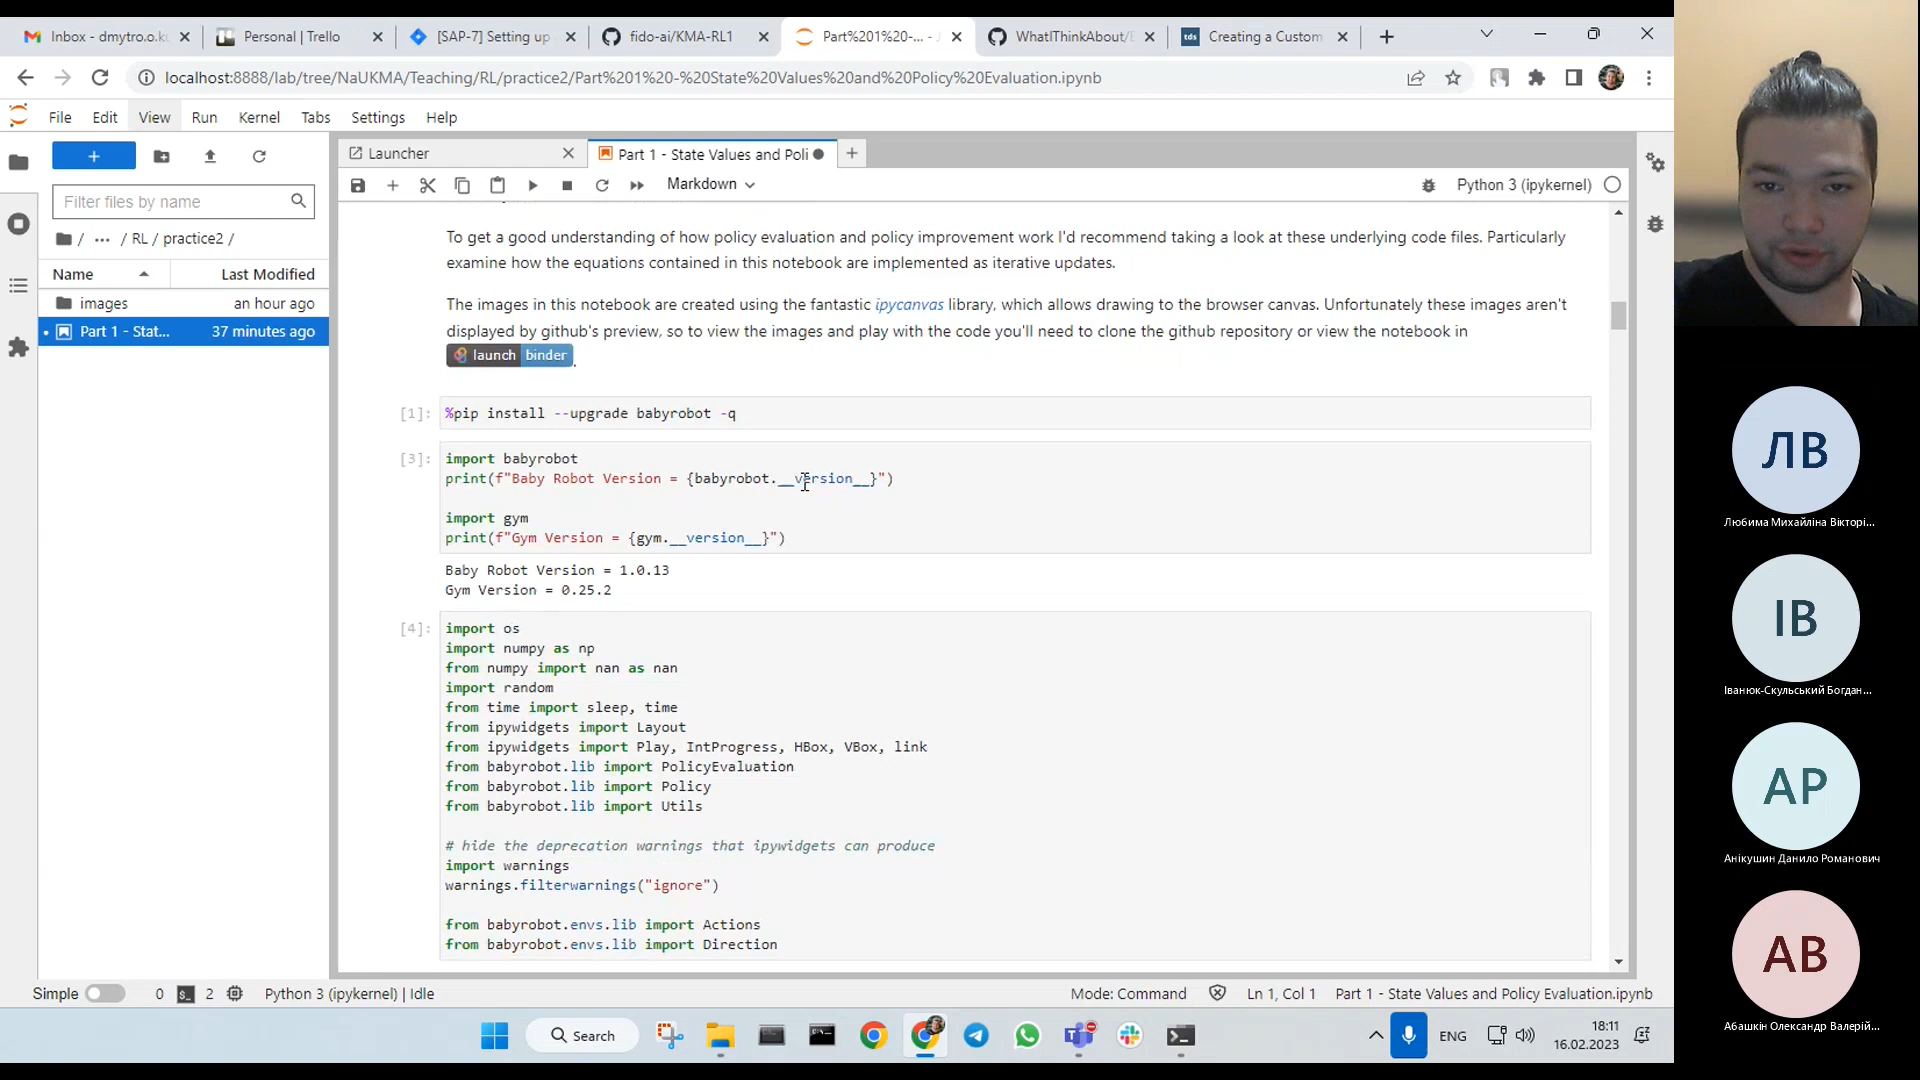 Inbox - dmytro.o.k
Personal | Trello
[SAP-7] Setting up
fido-ai/KMA-RL1
Part%201%20-...
WhatIThinkAbout/
tds
Creating a Custom
localhost:8888/lab/tree/NaUKMA/Teaching/RL/practice2/Part%201%20-%20State%20Values%20and%20Policy%20Evaluation.ipynb
File Edit View Run Kernel Tabs Settings Help
Launcher
Part 1 - State Values and Poli
Filter files by name
Markdown
Python 3 (ipykernel)
/ ... / RL / practice2 /
Name
Last Modified
images
an hour ago
Part 1 - Stat...
37 minutes ago
To get a good understanding of how policy evaluation and policy improvement work I'd recommend taking a look at these underlying code files. Particularly
examine how the equations contained in this notebook are implemented as iterative updates.
The images in this notebook are created using the fantastic ipycanvas library, which allows drawing to the browser canvas. Unfortunately these images aren't
displayed by github's preview, so to view the images and play with the code you'll need to clone the github repository or view the notebook in
launch binder.
[1]: %pip install --upgrade babyrobot -q
[3]: import babyrobot
print(f"Baby Robot Version = {babyrobot.__version__}")
import gym
print(f"Gym Version = {gym.__version__}")
Baby Robot Version = 1.0.13
Gym Version = 0.25.2
[4]: import os
import numpy as np
from numpy import nan as nan
import random
from time import sleep, time
from ipywidgets import Layout
from ipywidgets import Play, IntProgress, HBox, VBox, link
from babyrobot.lib import PolicyEvaluation
from babyrobot.lib import Policy
from babyrobot.lib import Utils
# hide the deprecation warnings that ipywidgets can produce
import warnings
warnings.filterwarnings("ignore")
from babyrobot.envs.lib import Actions
from babyrobot.envs.lib import Direction
Simple
0
2
Python 3 (ipykernel) | Idle
Mode: Command
Ln 1, Col 1
Part 1 - State Values and Policy Evaluation.ipynb
Search
ENG
18:11
16.02.2023
ЛВ
Любима Михайліна Вікторі...
ІВ
Іванюк-Скульський Богдан...
АР
Анікушин Данило Романович
АВ
Абашкін Олександр Валерій...